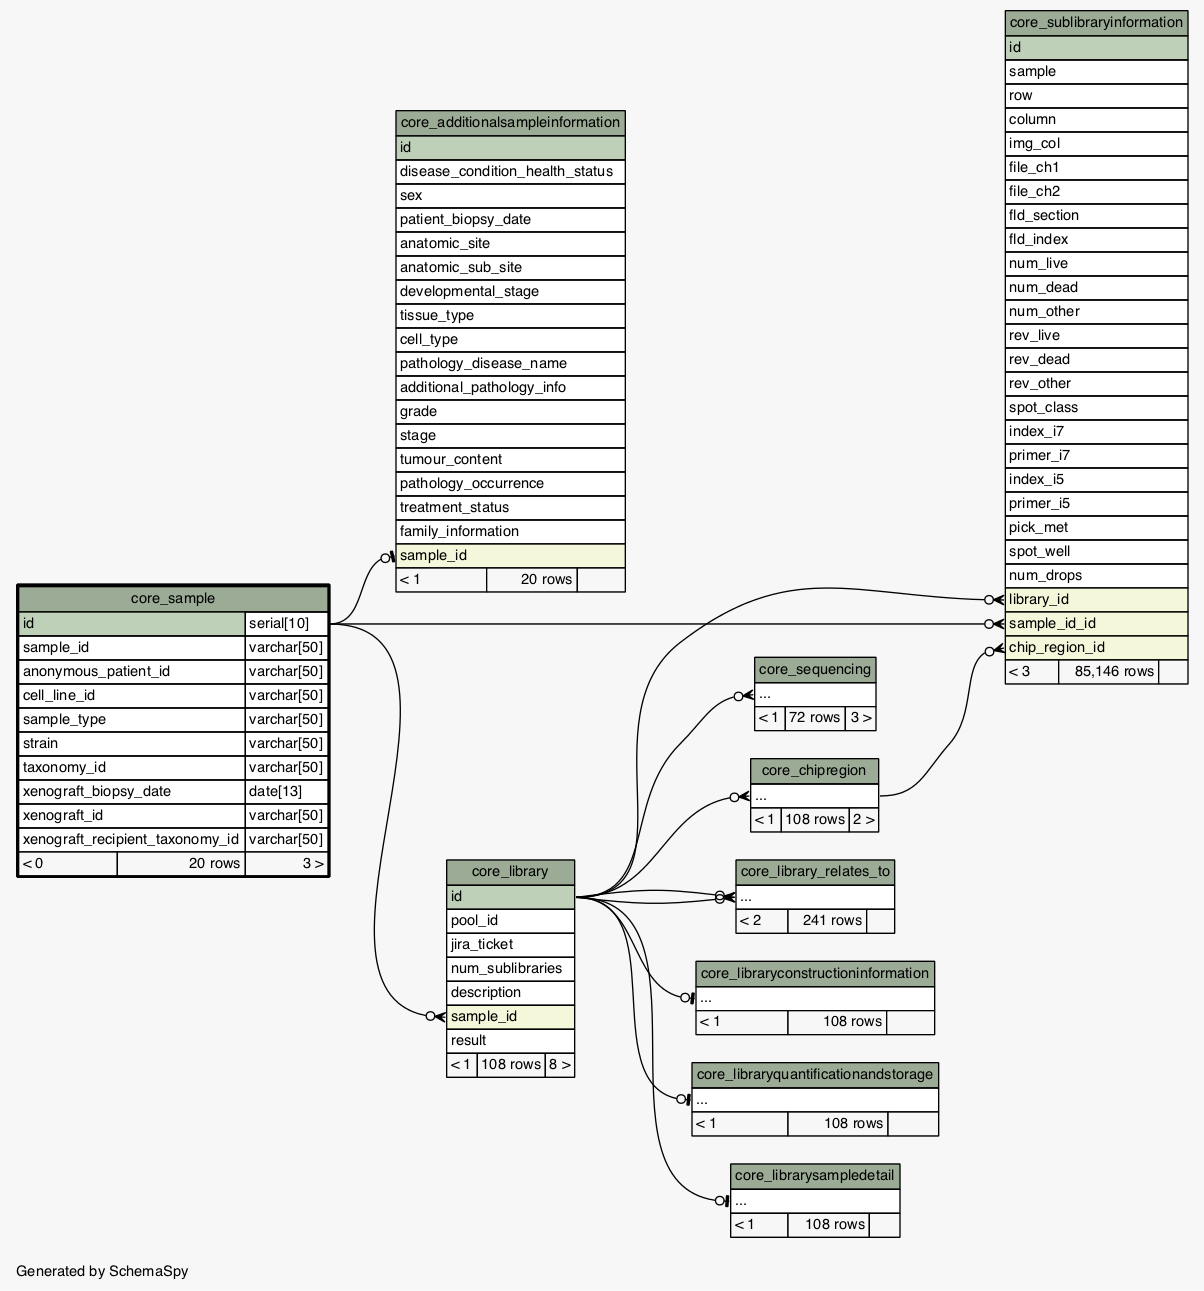 core_sublibraryinformation
id
sample
row
column
img_col
file_ch1
file_ch2
fld_section
fld_index
num_live
num_dead
num_other
rev_live
rev_dead
rev_other
spot_class
index_i7
primer_i7
index_i5
primer_i5
pick_met
spot_well
num_drops
library_id
sample_id_id
chip_region_id
< 3 85,146 rows
core_additionalsampleinformation
id
disease_condition_health_status
sex
patient_biopsy_date
anatomic_site
anatomic_sub_site
developmental_stage
tissue_type
cell_type
pathology_disease_name
additional_pathology_info
grade
stage
tumour_content
pathology_occurrence
treatment_status
family_information
sample_id
< 1 20 rows
core_sample
id serial[10]
sample_id varchar[50]
anonymous_patient_id varchar[50]
cell_line_id varchar[50]
sample_type varchar[50]
strain varchar[50]
taxonomy_id varchar[50]
xenograft_biopsy_date date[13]
xenograft_id varchar[50]
xenograft_recipient_taxonomy_id varchar[50]
< 0 20 rows 3 >
core_sequencing
...
< 1 72 rows 3 >
core_chipregion
...
< 1 108 rows 2 >
core_library
id
pool_id
jira_ticket
num_sublibraries
description
sample_id
result
< 1 108 rows 8 >
core_library_relates_to
...
< 2 241 rows
core_libraryconstructioninformation
...
< 1 108 rows
core_libraryquantificationandstorage
...
< 1 108 rows
core_librarysampledetail
...
< 1 108 rows
Generated by SchemaSpy